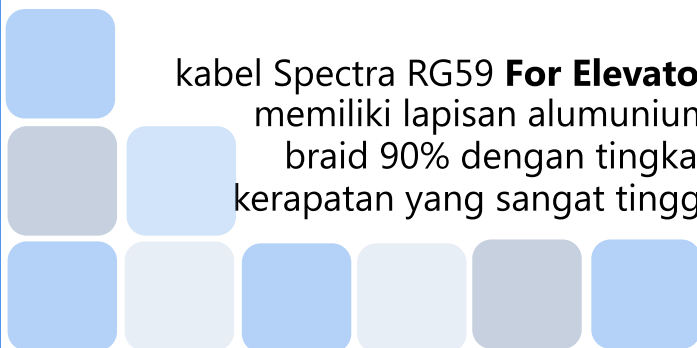 kabel Spectra RG59 For Elevato
memiliki lapisan alumuniun
braid 90% dengan tingka
kerapatan yang sangat tingg